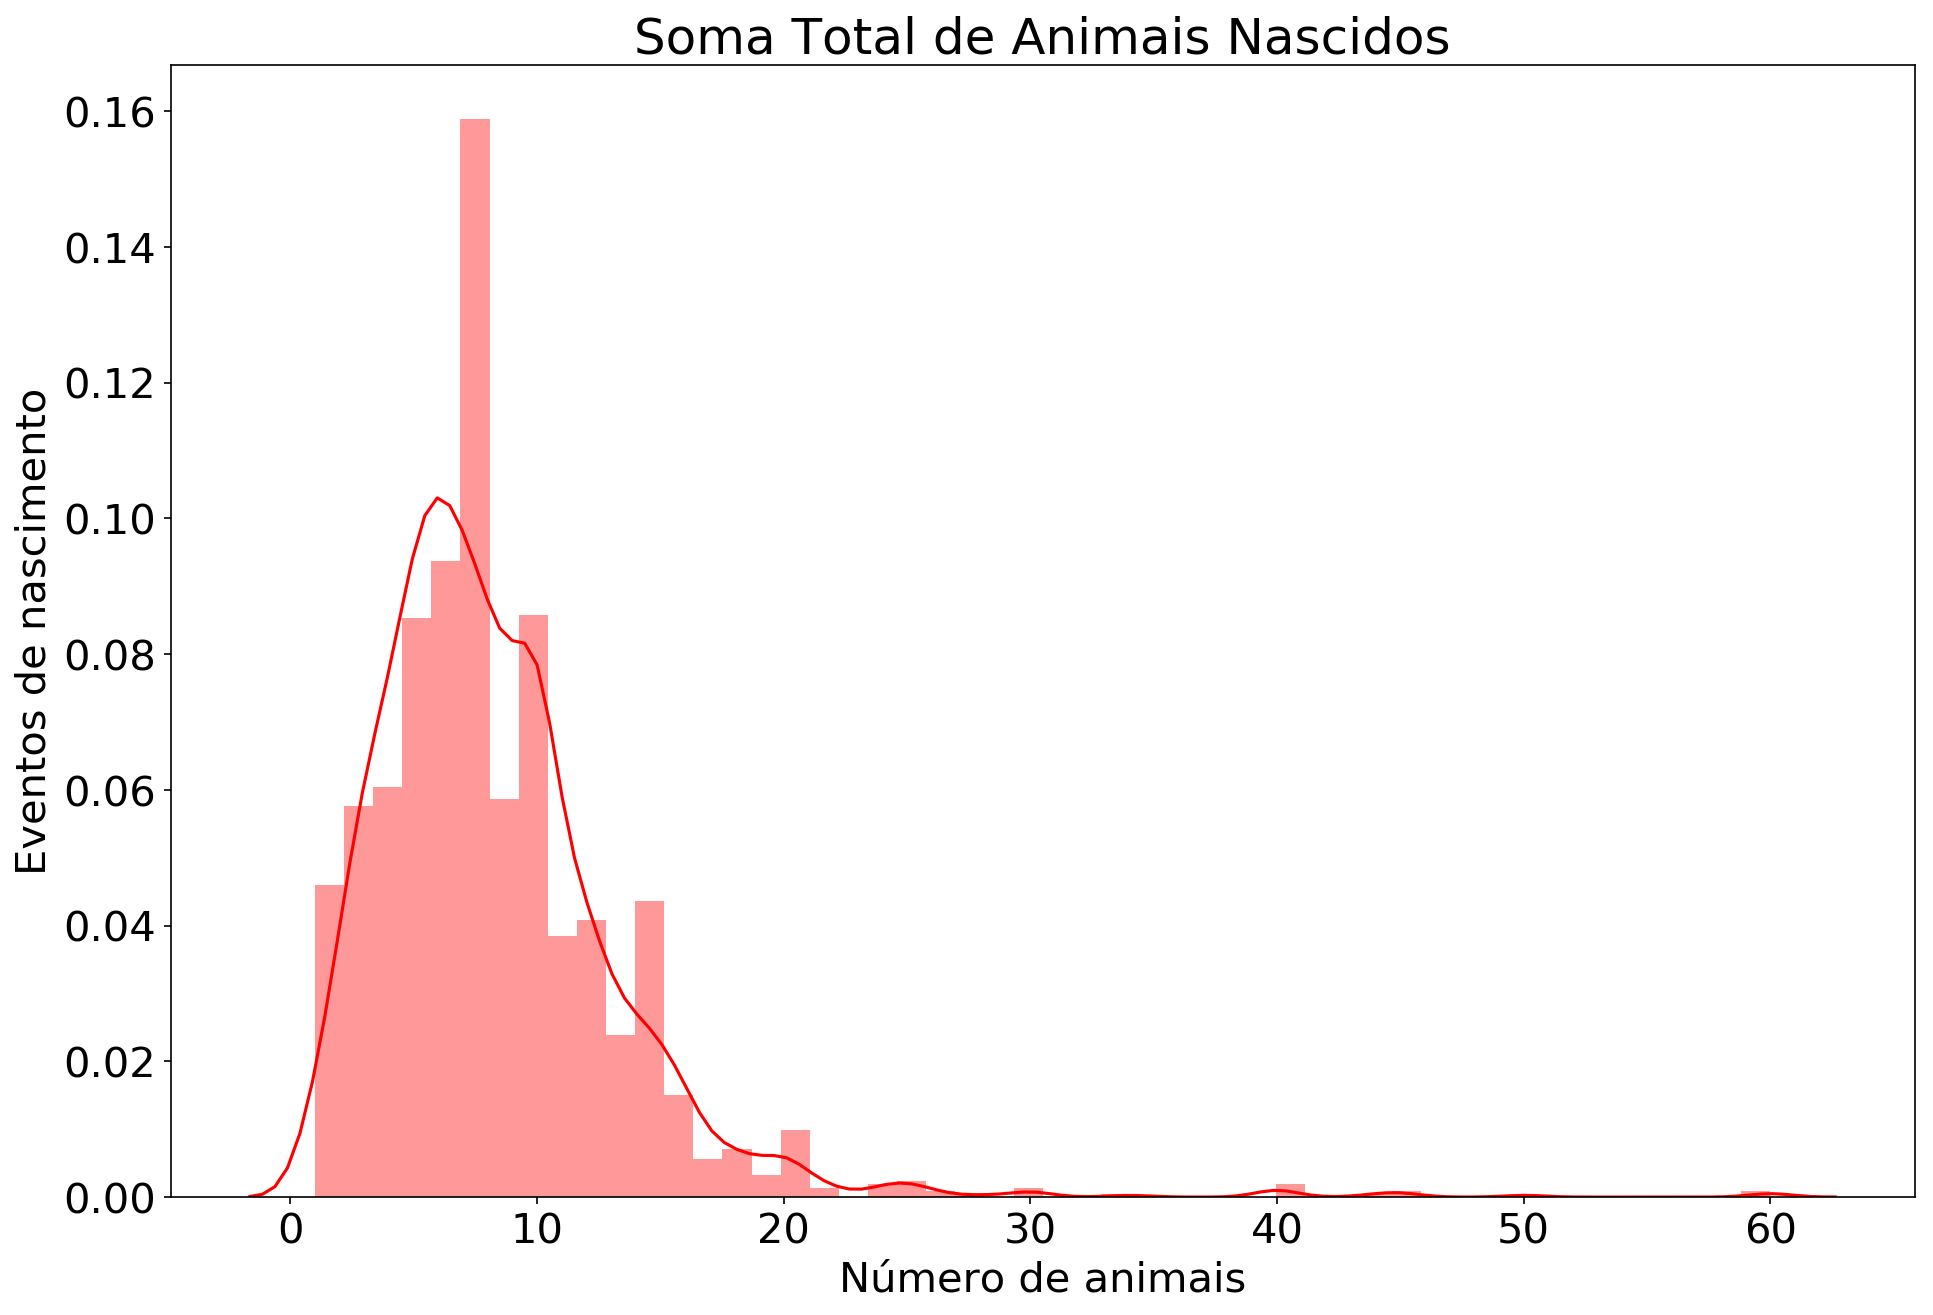 Soma Total de Animais Nascidos
0.16
0.14
0.12
0.10
0.08
0.06
0.04
0.02
0.00
Eventos de nascimento
0 10 20 30 40 50 60
Número de animais